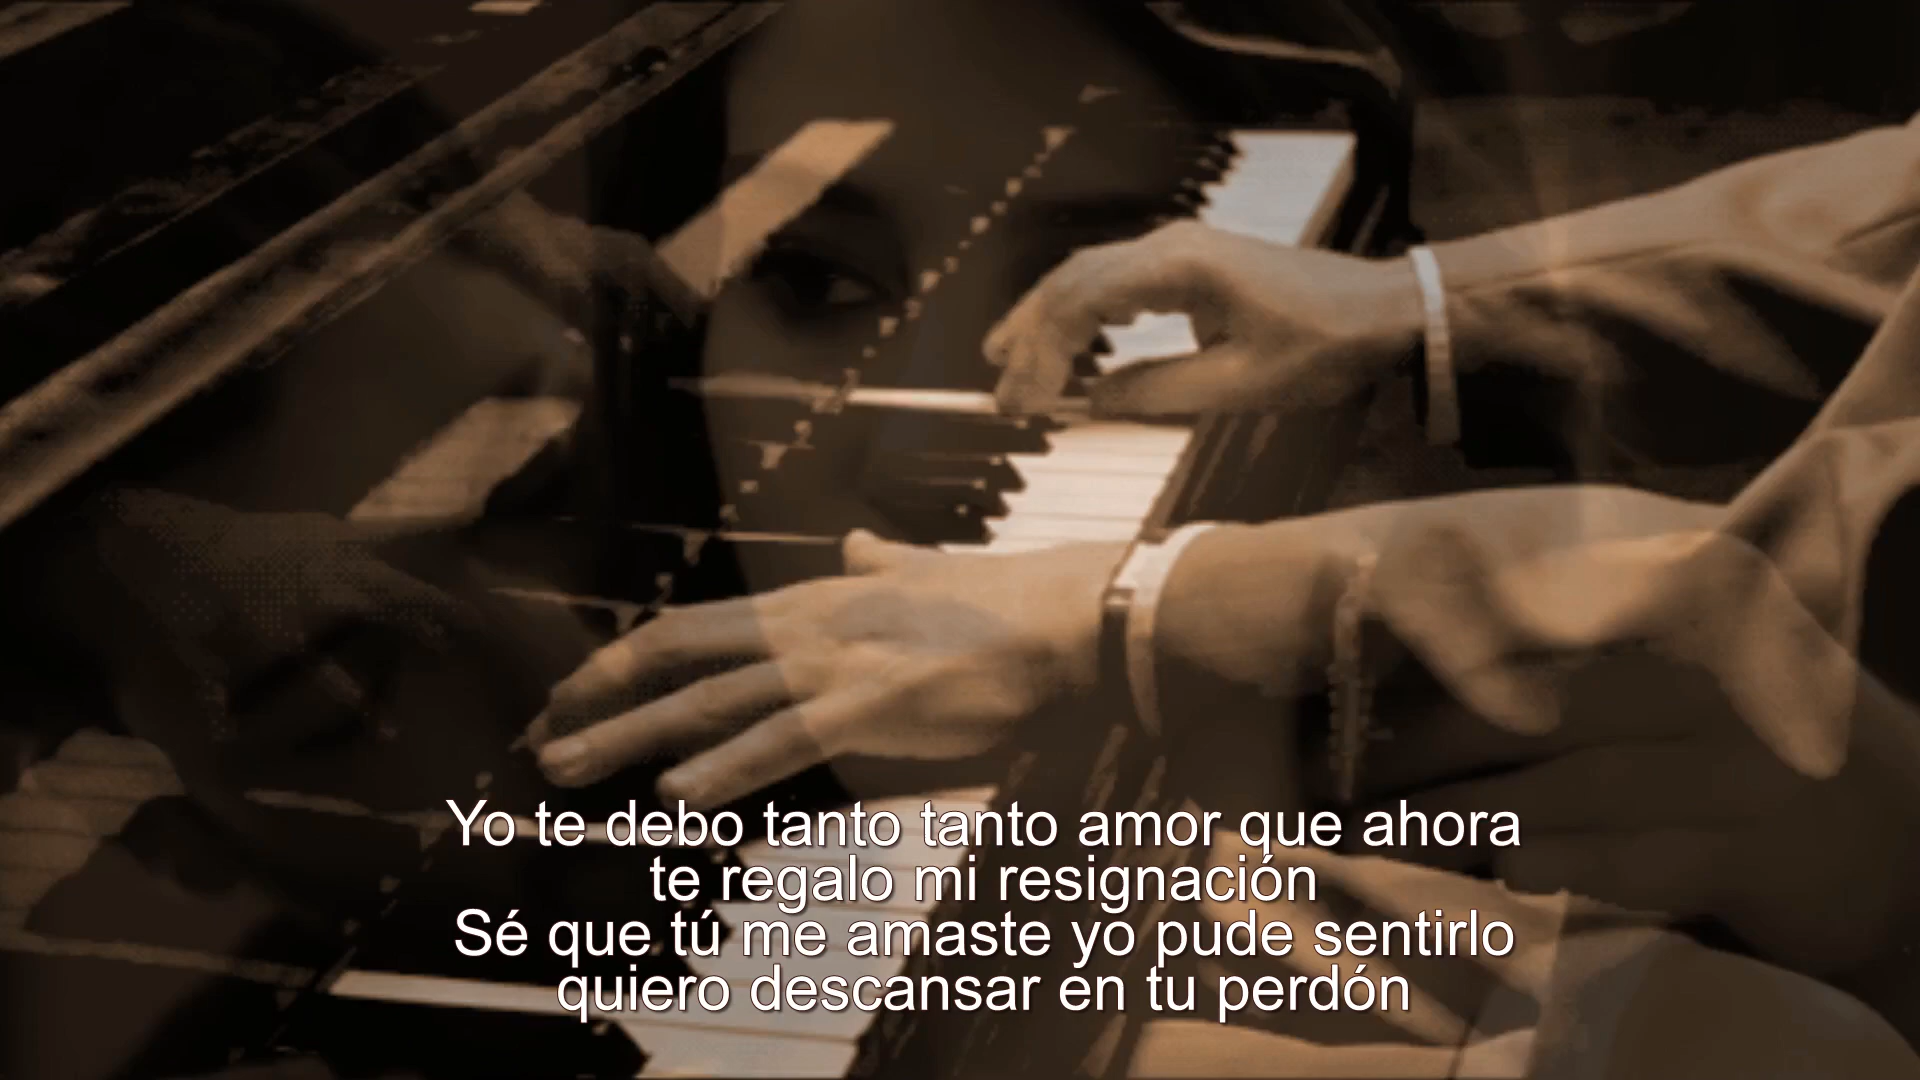 Yo te debo tanto tanto amor que ahora
te regalo mi resignación
Sé que tú me amaste yo pude sentirlo
quiero descansar en tu perdón